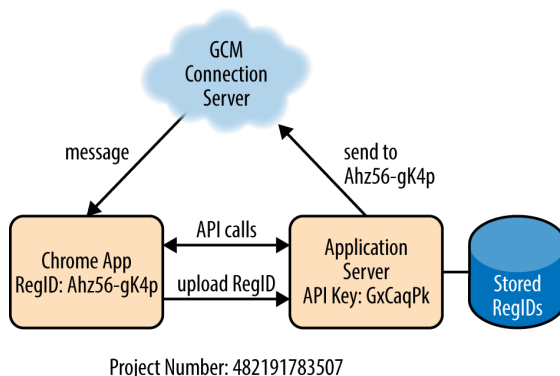 GCM
Connection
Server
message
send to
Ahz56-gK4p
Chrome App
RegID: Ahz56-gK4p
API calls
upload RegID
Application
Server
API Key: GxCaqPk
Stored
RegIDs
Project Number: 482191783507